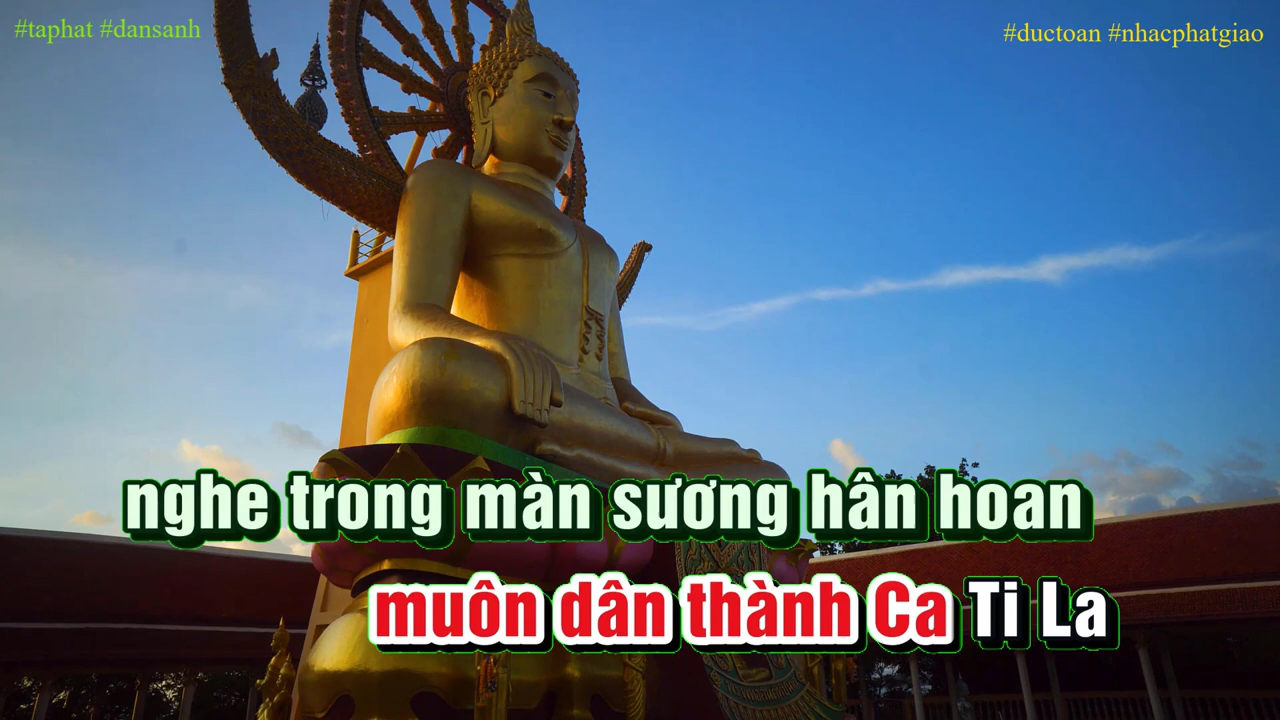 #taphat #dansanh
#ductoan #nhacphatgiao
nghe trong màn sương hân hoan
muôn dân thành Ca Ti La